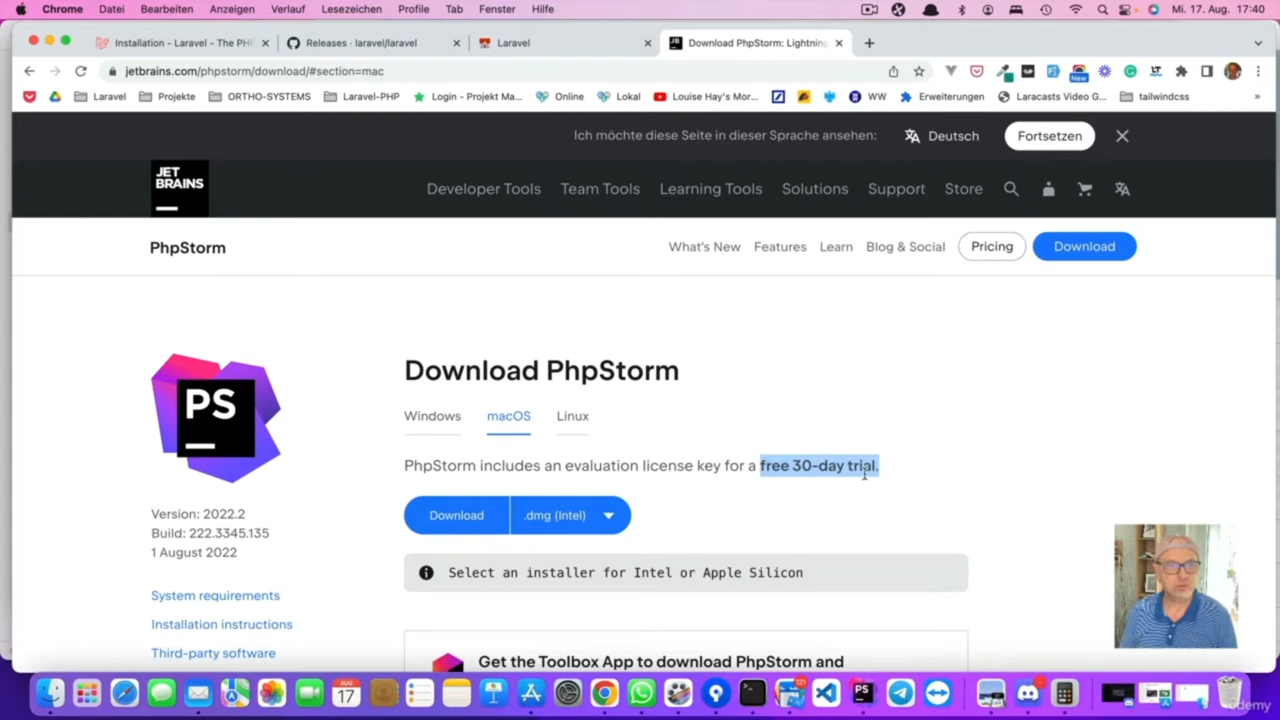 Chrome Datei Bearbeiten Anzeigen Verlauf Lesezeichen Profile Tab Fenster Hilfe Mi. 17. Aug. 17:40
Installation - Laravel - The PHP Releases · laravel/laravel Laravel Download PhpStorm: Lightning
jetbrains.com/phpstorm/download/#section=mac New
Laravel Projekte ORTHO-SYSTEMS Laravel-PHP Login - Projekt Ma... Online Lokal Louise Hay's Mor... WW Erweiterungen Laracasts Video G... tailwindcss »
Ich möchte diese Seite in dieser Sprache ansehen: Deutsch Fortsetzen
JET
BRAINS
Developer Tools Team Tools Learning Tools Solutions Support Store
PhpStorm What's New Features Learn Blog & Social Pricing Download
PS
Download PhpStorm
Windows macOS Linux
PhpStorm includes an evaluation license key for a free 30-day trial.
Download .dmg (Intel)
Version: 2022.2
Build: 222.3345.135
1 August 2022
Select an installer for Intel or Apple Silicon
System requirements
Installation instructions
Third-party software
Get the Toolbox App to download PhpStorm and
AUG
17
121
PS
udemy